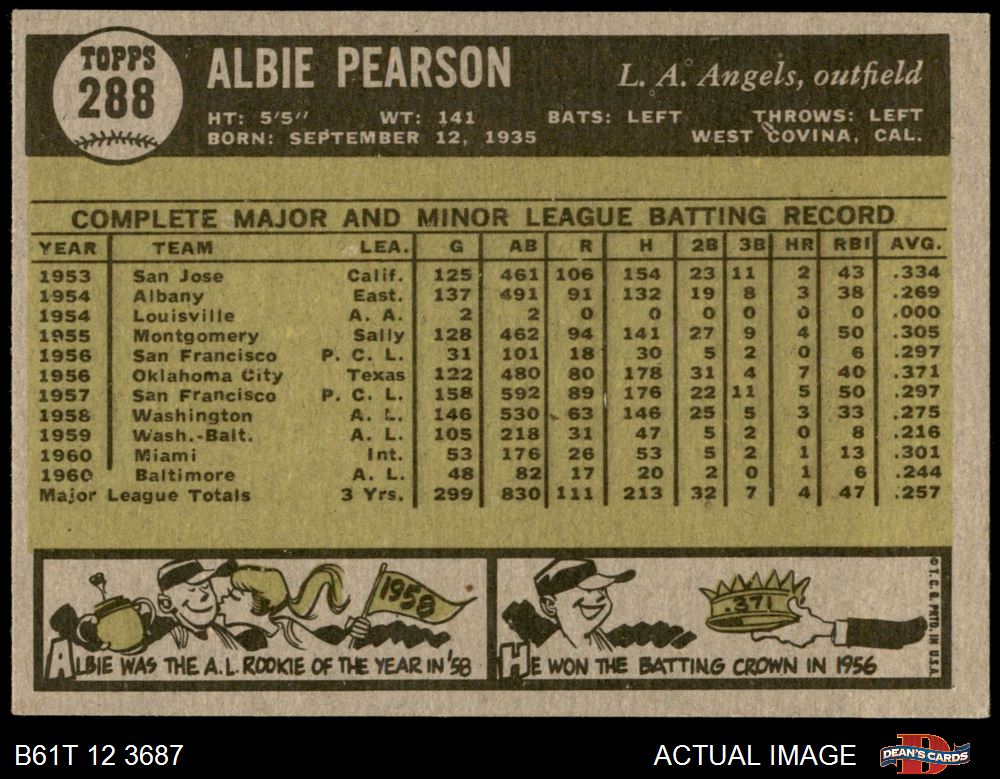 TOPPS
288
ALBIE PEARSON
L. A. Angels, outfield
HT: 5'5" WT: 141 BATS: LEFT THROWS: LEFT
BORN: SEPTEMBER 12, 1935 WEST COVINA, CAL.
COMPLETE MAJOR AND MINOR LEAGUE BATTING RECORD
YEAR TEAM LEA. G AB R H 2B 3B HR RBI AVG.
1953 San Jose Calif. 125 461 106 154 23 11 2 43 .334
1954 Albany East. 137 491 91 132 19 8 3 38 .269
1954 Louisville A. A. 2 2 0 0 0 0 0 0 .000
1955 Montgomery Sally 128 462 94 141 27 9 4 50 .305
1956 San Francisco P. C. L. 31 101 18 30 5 2 0 6 .297
1956 Oklahoma City Texas 122 480 80 178 31 4 7 40 .371
1957 San Francisco P. C. L. 158 592 89 176 22 11 5 50 .297
1958 Washington A. L. 146 530 63 146 25 5 3 33 .275
1959 Wash.-Balt. A. L. 105 218 31 47 5 2 0 8 .216
1960 Miami Int. 53 176 26 53 5 2 1 13 .301
1960 Baltimore A. L. 48 82 17 20 2 0 1 6 .244
Major League Totals 3 Yrs. 299 830 111 213 32 7 4 47 .257
1958
ALBIE WAS THE A.L. ROOKIE OF THE YEAR IN '58
.371
HE WON THE BATTING CROWN IN 1956
© T. C. G. PRTD. IN U.S.A.
B61T 12 3687
ACTUAL IMAGE
DEAN'S CARDS